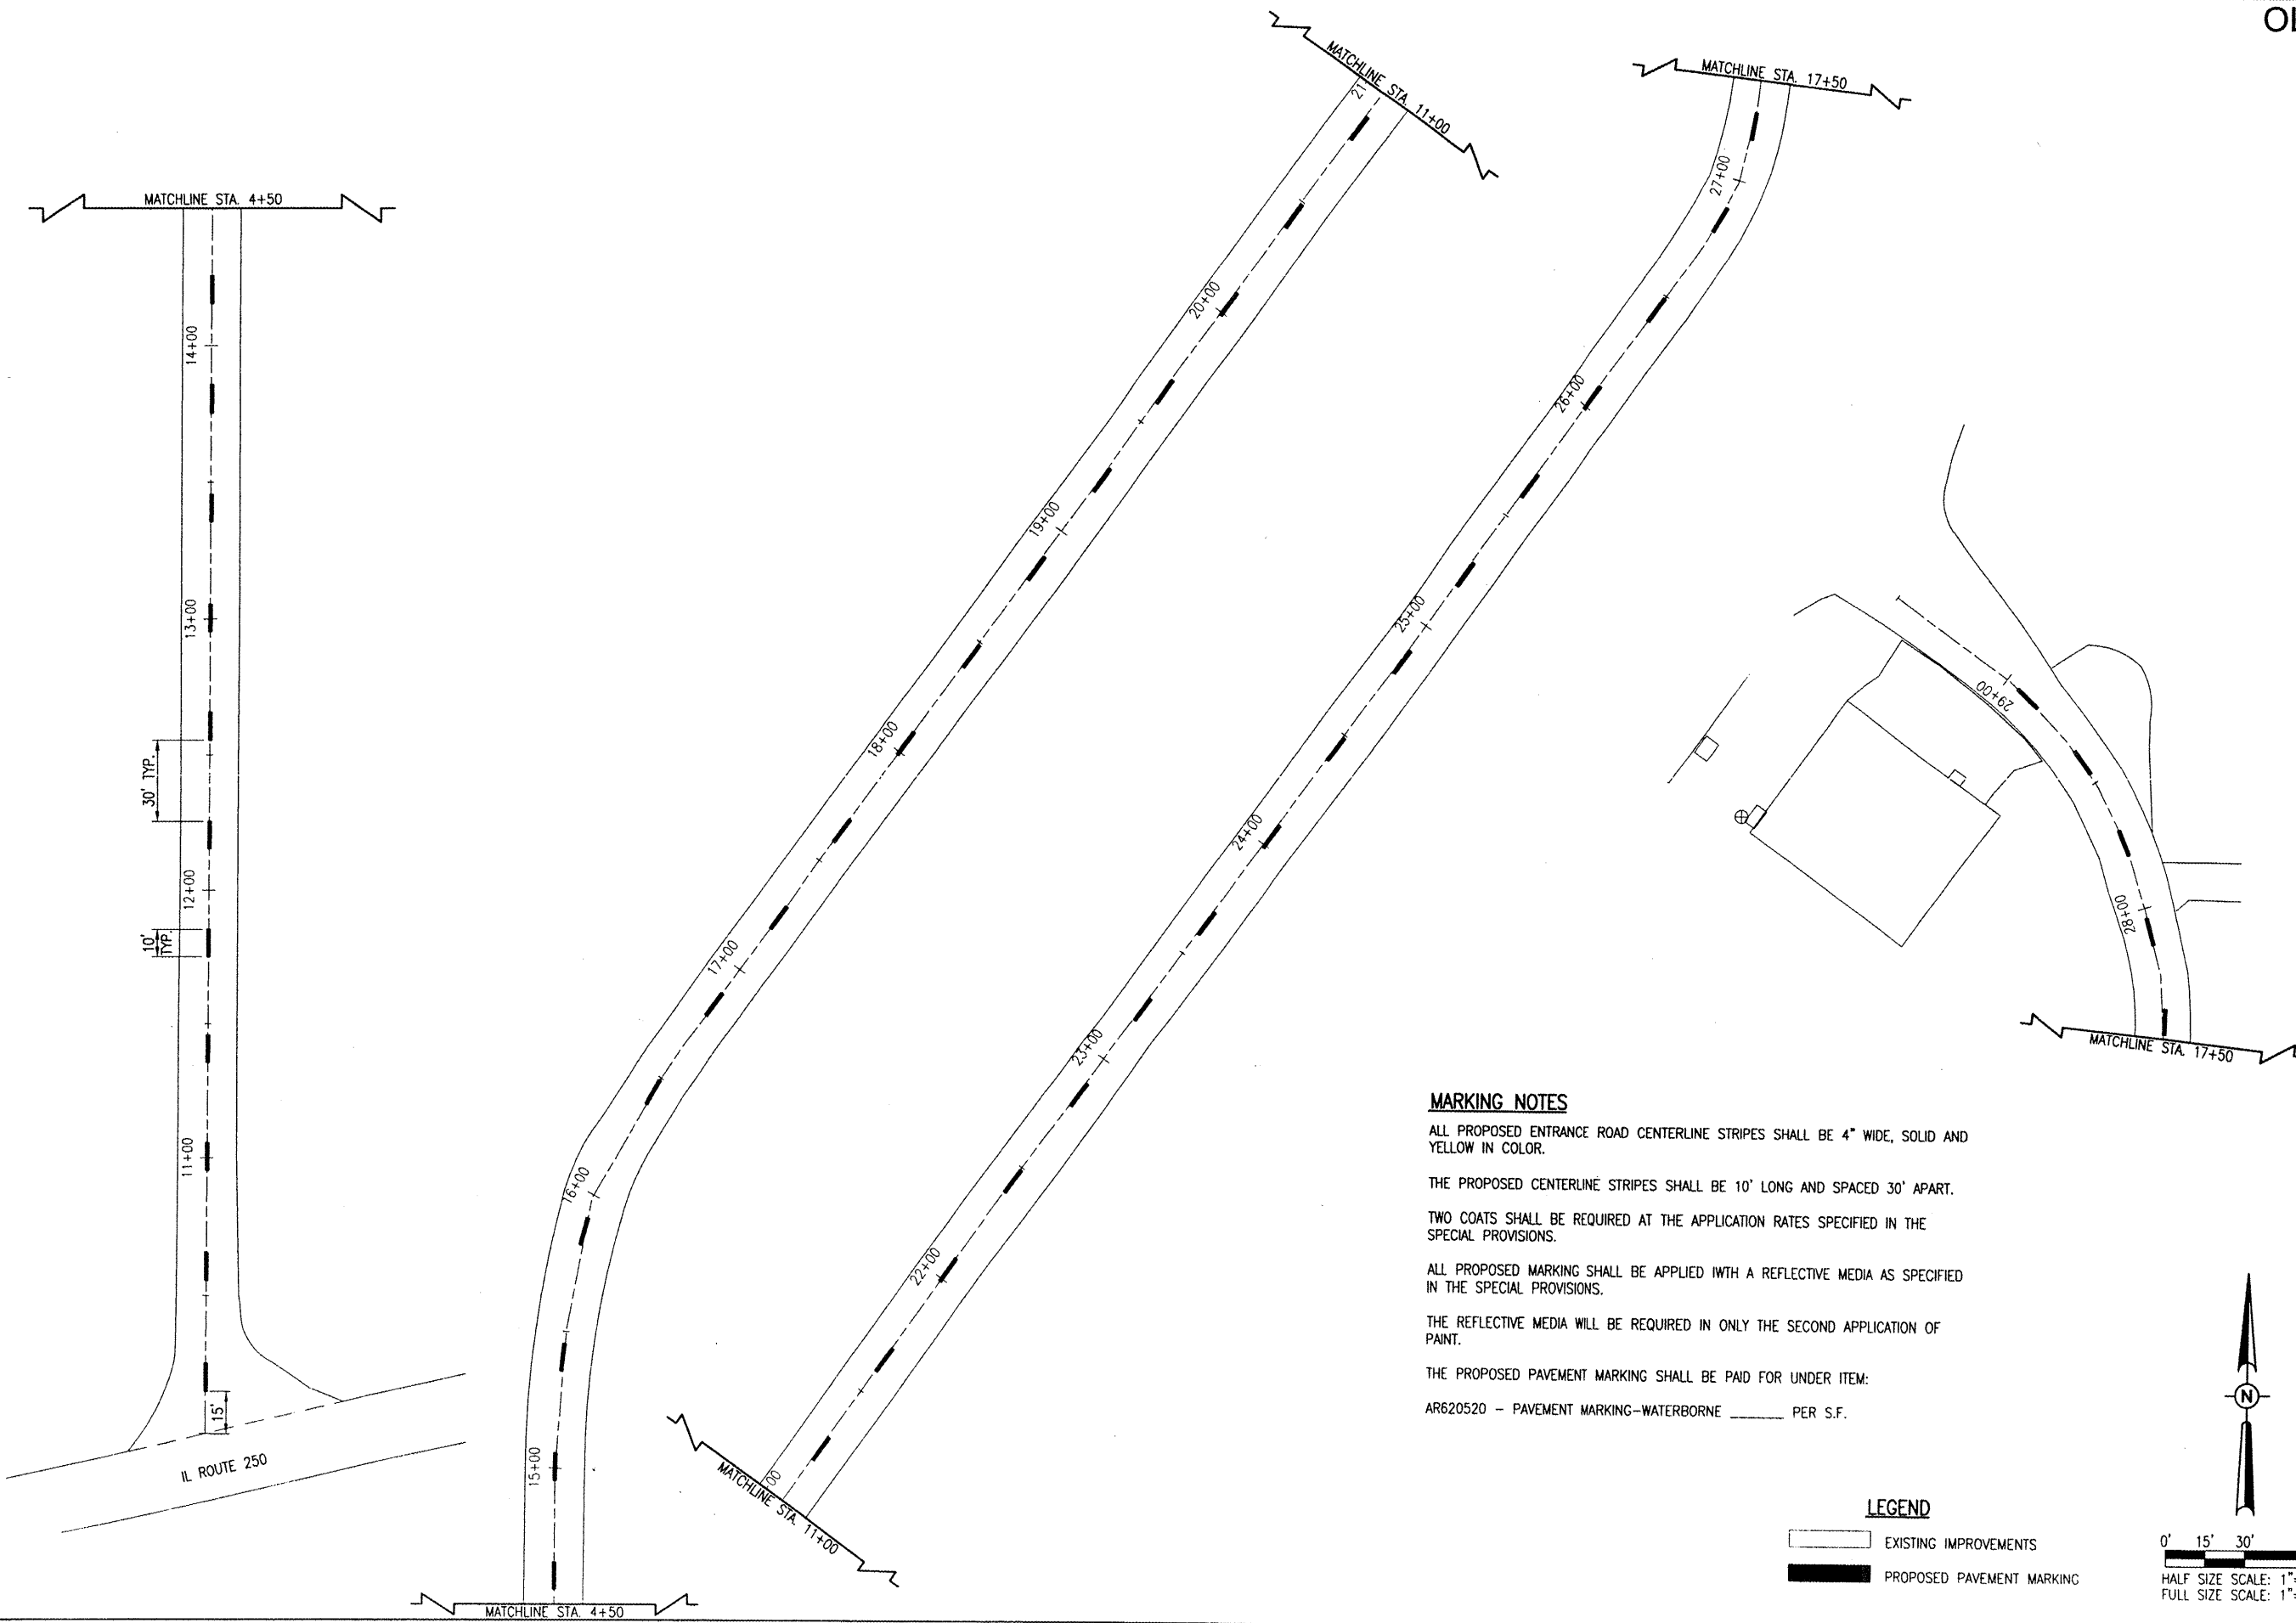 OL
MATCHLINE STA. 4+50
14+00
13+00
30' TYP.
12+00
10'
TYP.
11+00
15'
IL ROUTE 250
MATCHLINE STA. 11+00
21
20+00
19+00
18+00
17+00
16+00
15+00
MATCHLINE STA. 4+50
MATCHLINE STA. 17+50
27+00
26+00
25+00
24+00
23+00
22+00
00
MATCHLINE STA. 11+00
29+00
28+00
MATCHLINE STA. 17+50
MARKING NOTES
ALL PROPOSED ENTRANCE ROAD CENTERLINE STRIPES SHALL BE 4" WIDE, SOLID AND
YELLOW IN COLOR.
THE PROPOSED CENTERLINE STRIPES SHALL BE 10' LONG AND SPACED 30' APART.
TWO COATS SHALL BE REQUIRED AT THE APPLICATION RATES SPECIFIED IN THE
SPECIAL PROVISIONS.
ALL PROPOSED MARKING SHALL BE APPLIED IWTH A REFLECTIVE MEDIA AS SPECIFIED
IN THE SPECIAL PROVISIONS.
THE REFLECTIVE MEDIA WILL BE REQUIRED IN ONLY THE SECOND APPLICATION OF
PAINT.
THE PROPOSED PAVEMENT MARKING SHALL BE PAID FOR UNDER ITEM:
AR620520 – PAVEMENT MARKING–WATERBORNE ______ PER S.F.
LEGEND
EXISTING IMPROVEMENTS
PROPOSED PAVEMENT MARKING
N
0' 15' 30'
HALF SIZE SCALE: 1"=
FULL SIZE SCALE: 1"=